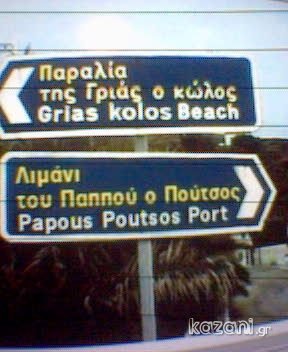 Παραλία
της Γριάς ο κώλος
Grias kolos Beach
Λιμάνι
του Παππού ο Πούτσος
Papous Poutsos Port
kazani.gr